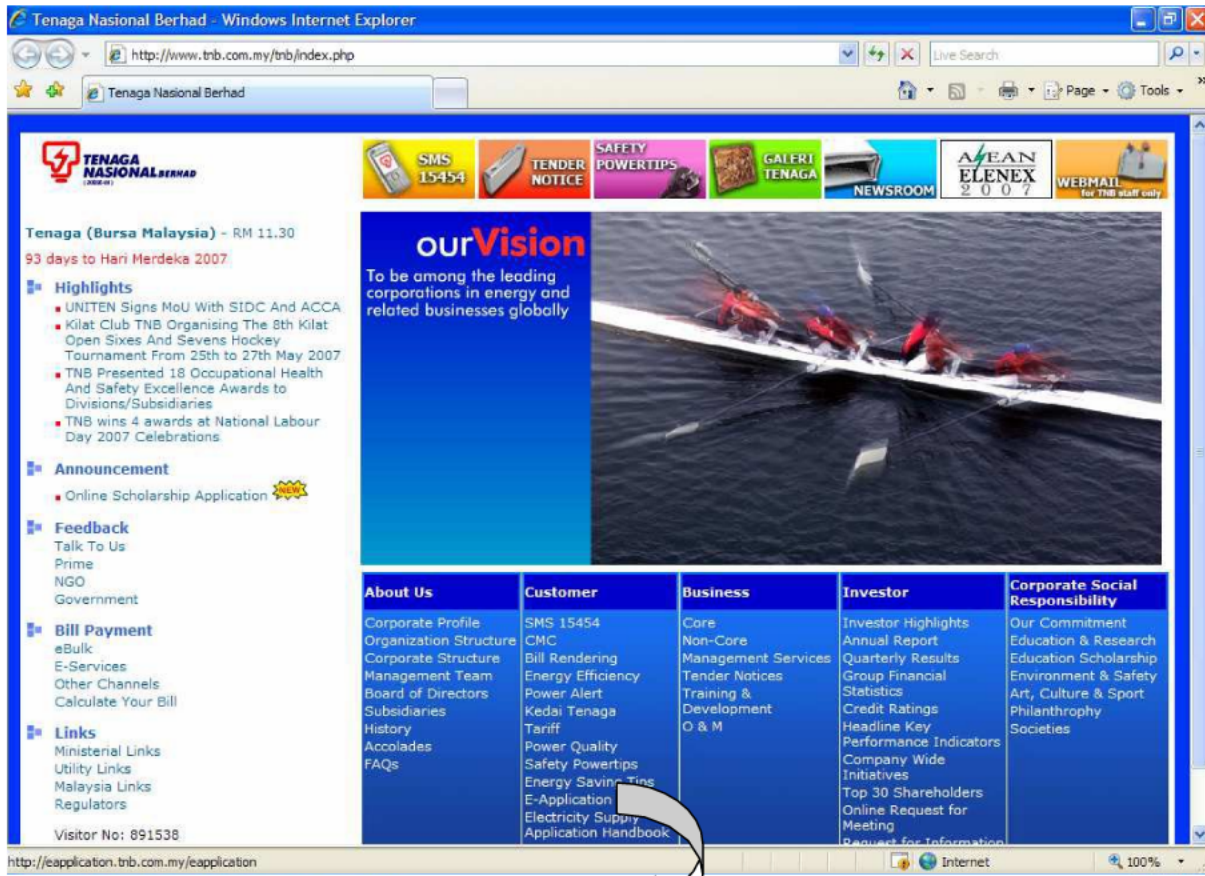 Tenaga Nasional Berhad - Windows Internet Explorer
http://www.tnb.com.my/tnb/index.php
Live Search
Tenaga Nasional Berhad
Page
Tools
TENAGA
NASIONAL BERHAD
SMS
15454
TENDER
NOTICE
SAFETY
POWERTIPS
GALERI
TENAGA
NEWSROOM
ASEAN
ELENEX
2007
WEBMAIL
for TNB staff only
Tenaga (Bursa Malaysia) - RM 11.30
93 days to Hari Merdeka 2007
Highlights
UNITEN Signs MoU With SIDC And ACCA
Kilat Club TNB Organising The 8th Kilat
Open Sixes And Sevens Hockey
Tournament From 25th to 27th May 2007
TNB Presented 18 Occupational Health
And Safety Excellence Awards to
Divisions/Subsidiaries
TNB wins 4 awards at National Labour
Day 2007 Celebrations
Announcement
Online Scholarship Application NEW
Feedback
Talk To Us
Prime
NGO
Government
Bill Payment
eBulk
E-Services
Other Channels
Calculate Your Bill
Links
Ministerial Links
Utility Links
Malaysia Links
Regulators
Visitor No: 891538
ourVision
To be among the leading
corporations in energy and
related businesses globally
About Us
Corporate Profile
Organization Structure
Corporate Structure
Management Team
Board of Directors
Subsidiaries
History
Accolades
FAQs
Customer
SMS 15454
CMC
Bill Rendering
Energy Efficiency
Power Alert
Kedai Tenaga
Tariff
Power Quality
Safety Powertips
Energy Saving Tips
E-Application
Electricity Supply
Application Handbook
Business
Core
Non-Core
Management Services
Tender Notices
Training &
Development
O & M
Investor
Investor Highlights
Annual Report
Quarterly Results
Group Financial
Statistics
Credit Ratings
Headline Key
Performance Indicators
Company Wide
Initiatives
Top 30 Shareholders
Online Request for
Meeting
Request for Information
Corporate Social
Responsibility
Our Commitment
Education & Research
Education Scholarship
Environment & Safety
Art, Culture & Sport
Philanthrophy
Societies
http://eapplication.tnb.com.my/eapplication
Internet
100%